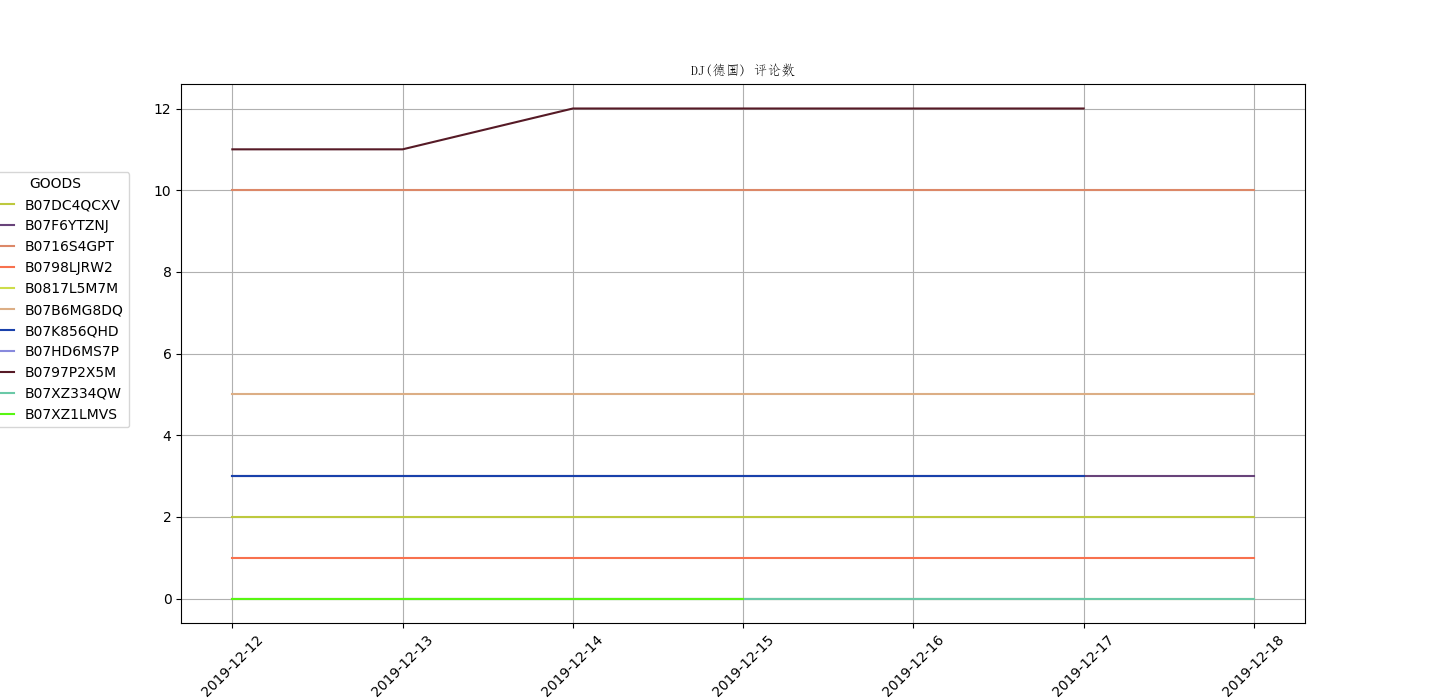 DJ(德国) 评论数
12
10
8
6
4
2
0
GOODS
B07DC4QCXV
B07F6YTZNJ
B0716S4GPT
B0798LJRW2
B0817L5M7M
B07B6MG8DQ
B07K856QHD
B07HD6MS7P
B0797P2X5M
B07XZ334QW
B07XZ1LMVS
2019-12-12
2019-12-13
2019-12-14
2019-12-15
2019-12-16
2019-12-17
2019-12-18